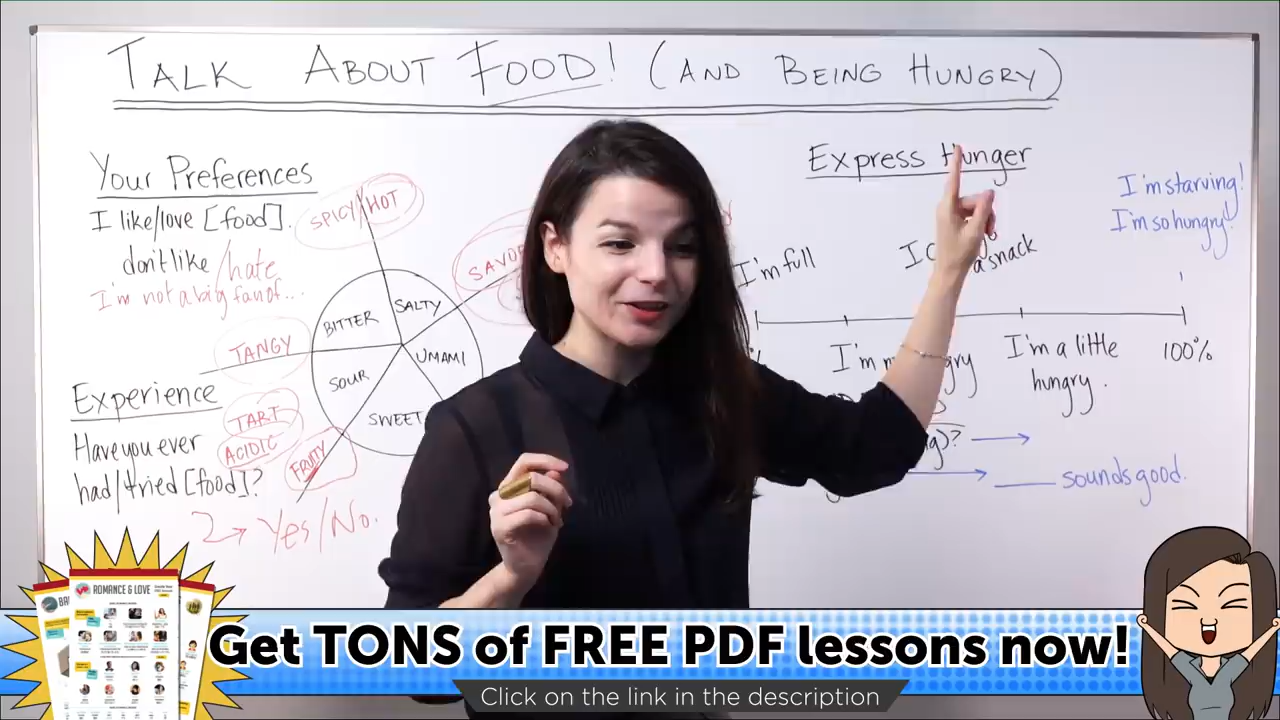 TALK ABOUT FOOD! (AND BEING HUNGRY)
Your Preferences
I like/love [food].
don't like /hate
I'm not a big fan of...
SPICY/HOT
SALTY
BITTER
UMAMI
SOUR
SWEET
TANGY
TART
ACIDIC
FRUITY
Experience
Have you ever
had/tried [food]?
2 → Yes/No.
Express Hunger
I'm starving!
I'm so hungry!
I'm full
a snack
I'm a little
hungry.
100%
sounds good.
ROMANCE & LOVE
Get TONS of FREE PDF lessons now!
Click on the link in the description